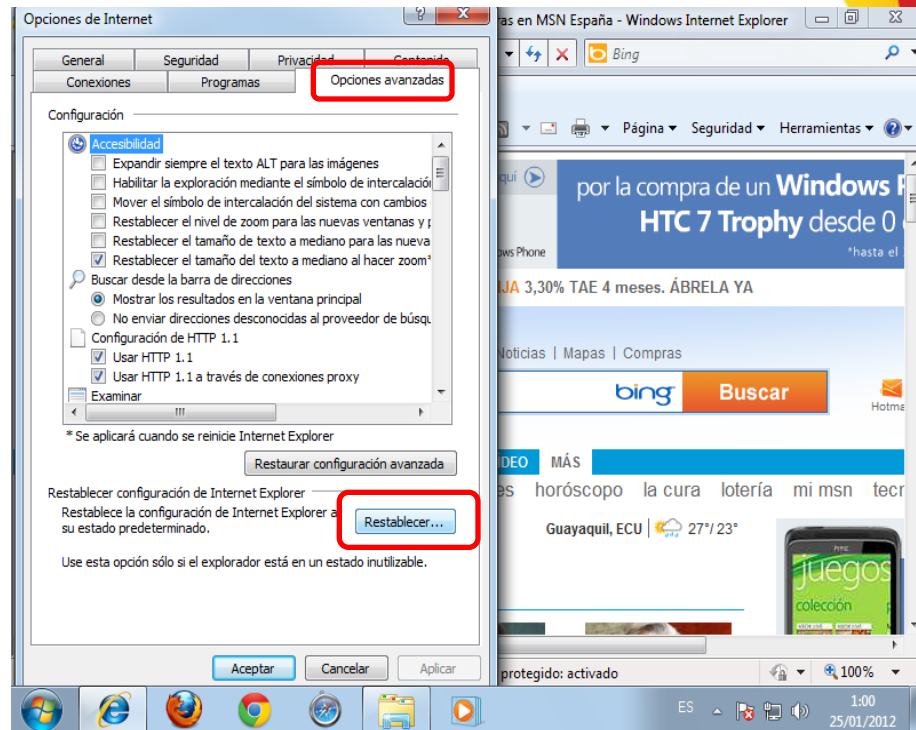 Opciones de Internet
General Seguridad Privacidad Contenido
Conexiones Programas Opciones avanzadas
Configuración
Accesibilidad
Expandir siempre el texto ALT para las imágenes
Habilitar la exploración mediante el símbolo de intercalación
Mover el símbolo de intercalación del sistema con cambios
Restablecer el nivel de zoom para las nuevas ventanas y p
Restablecer el tamaño de texto a mediano para las nueva
Restablecer el tamaño del texto a mediano al hacer zoom*
Buscar desde la barra de direcciones
Mostrar los resultados en la ventana principal
No enviar direcciones desconocidas al proveedor de búsqu
Configuración de HTTP 1.1
Usar HTTP 1.1
Usar HTTP 1.1 a través de conexiones proxy
Examinar
* Se aplicará cuando se reinicie Internet Explorer
Restaurar configuración avanzada
Restablecer configuración de Internet Explorer
Restablece la configuración de Internet Explorer a
su estado predeterminado.
Restablecer...
Use esta opción sólo si el explorador está en un estado inutilizable.
Aceptar Cancelar Aplicar
ras en MSN España - Windows Internet Explorer
Bing
Página Seguridad Herramientas
quí
por la compra de un Windows P
HTC 7 Trophy desde 0
ows Phone
*hasta el
IJA 3,30% TAE 4 meses. ÁBRELA YA
Noticias | Mapas | Compras
bing Buscar
Hotma
ÍDEO MÁS
es horóscopo la cura lotería mi msn tecr
Guayaquil, ECU | 27°/ 23°
hTC
juegos
colección
protegido: activado
100%
ES
1:00
25/01/2012